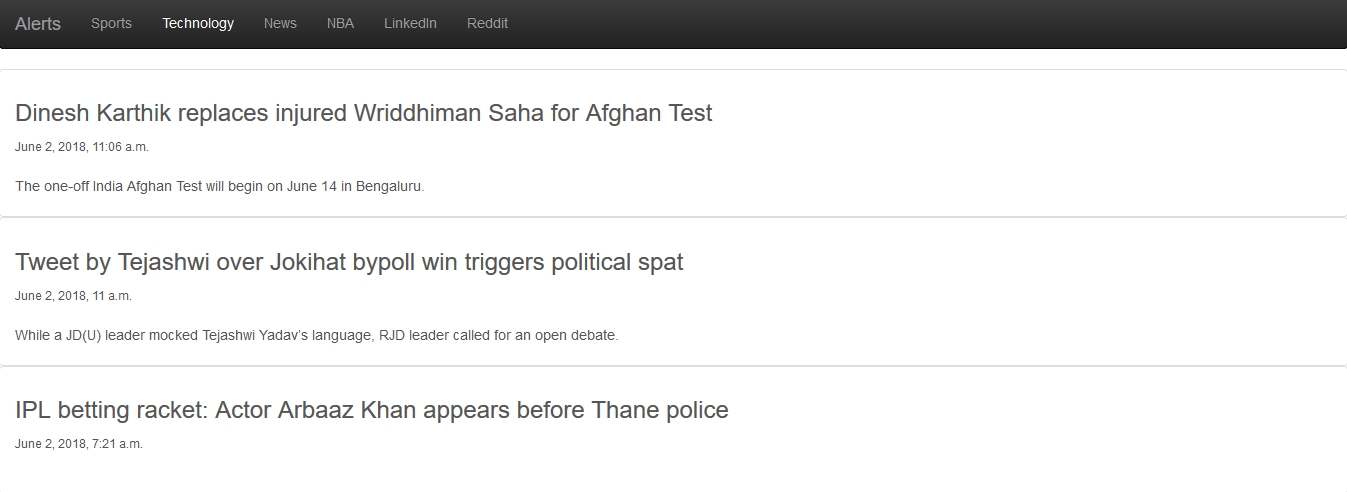 Alerts Sports Technology News NBA LinkedIn Reddit
Dinesh Karthik replaces injured Wriddhiman Saha for Afghan Test
June 2, 2018, 11:06 a.m.
The one-off India Afghan Test will begin on June 14 in Bengaluru.
Tweet by Tejashwi over Jokihat bypoll win triggers political spat
June 2, 2018, 11 a.m.
While a JD(U) leader mocked Tejashwi Yadav’s language, RJD leader called for an open debate.
IPL betting racket: Actor Arbaaz Khan appears before Thane police
June 2, 2018, 7:21 a.m.